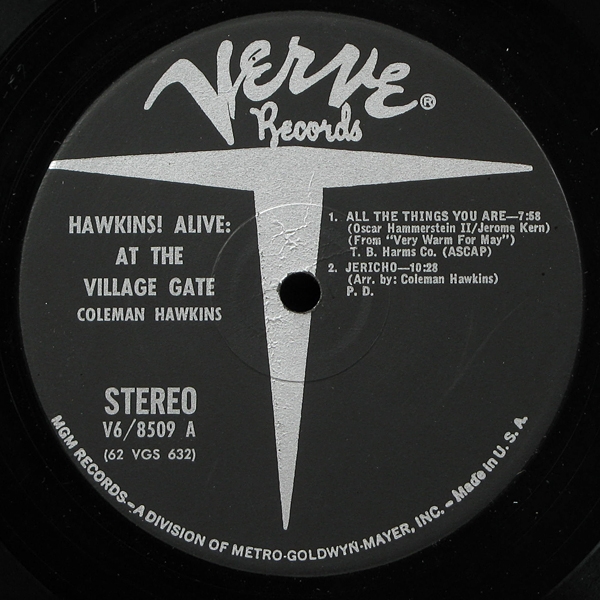 Verve®
Records
HAWKINS! ALIVE:
AT THE
VILLAGE GATE
COLEMAN HAWKINS
STEREO
V6/8509 A
(62 VGS 632)
1. ALL THE THINGS YOU ARE—7:58
(Oscar Hammerstein II/Jerome Kern)
(From "Very Warm For May")
T. B. Harms Co. (ASCAP)
2. JERICHO—10:28
(Arr. by: Coleman Hawkins)
P. D.
MGM RECORDS—A DIVISION OF METRO-GOLDWYN-MAYER, INC. – Made in U. S. A.